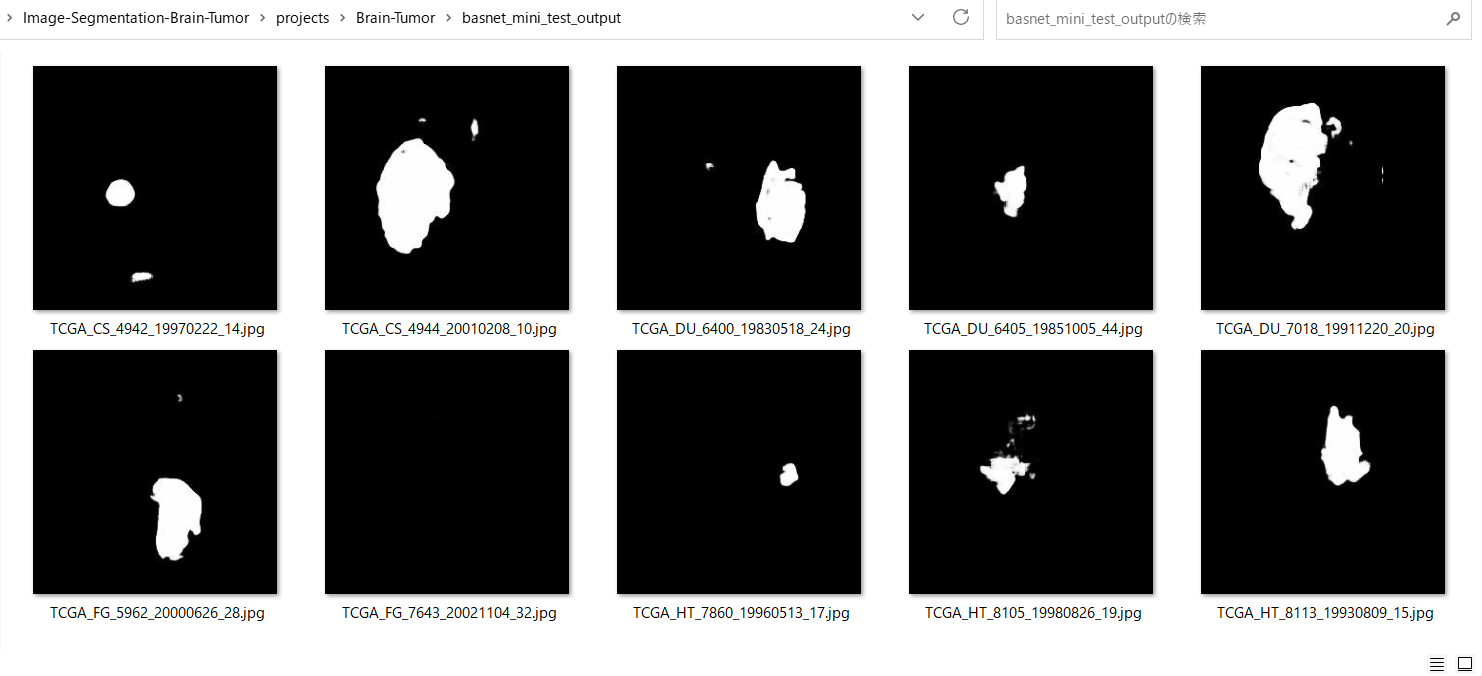 Image-Segmentation-Brain-Tumor > projects > Brain-Tumor > basnet_mini_test_output
basnet_mini_test_outputの検索
TCGA_CS_4942_19970222_14.jpg
TCGA_CS_4944_20010208_10.jpg
TCGA_DU_6400_19830518_24.jpg
TCGA_DU_6405_19851005_44.jpg
TCGA_DU_7018_19911220_20.jpg
TCGA_FG_5962_20000626_28.jpg
TCGA_FG_7643_20021104_32.jpg
TCGA_HT_7860_19960513_17.jpg
TCGA_HT_8105_19980826_19.jpg
TCGA_HT_8113_19930809_15.jpg